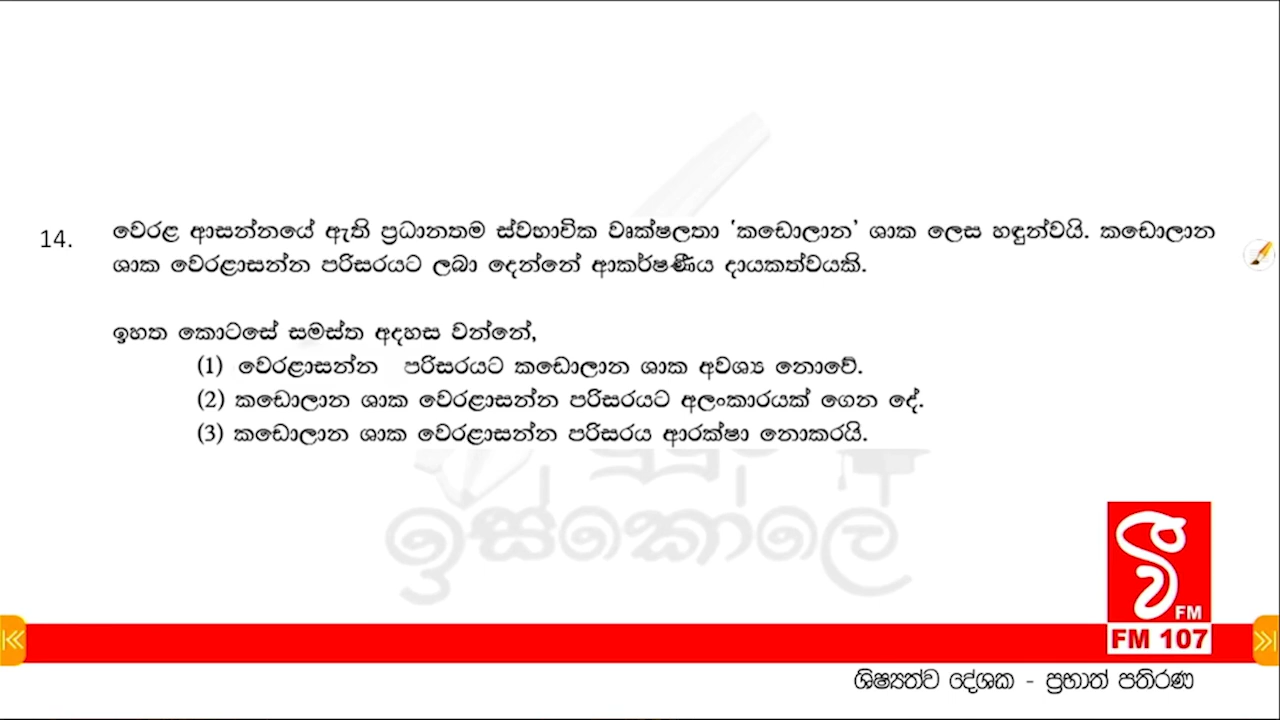 14. වෙරළ ආසන්නයේ ඇති ප්‍රධානතම ස්වභාවික වෘක්ෂලතා ‘කඩොලාන’ ශාක ලෙස හඳුන්වයි. කඩොලාන
ශාක වෙරළාසන්න පරිසරයට ලබා දෙන්නේ ආකර්ෂණීය දායකත්වයකි.
ඉහත කොටසේ සමස්ත අදහස වන්නේ,
(1) වෙරළාසන්න පරිසරයට කඩොලාන ශාක අවශ්‍ය නොවේ.
(2) කඩොලාන ශාක වෙරළාසන්න පරිසරයට අලංකාරයක් ගෙන දේ.
(3) කඩොලාන ශාක වෙරළාසන්න පරිසරය ආරක්ෂා නොකරයි.
ඉස්කොලෙ
වී
FM
FM 107
ශිෂ්‍යත්ව දේශක - ප්‍රභාත් පතිරණ